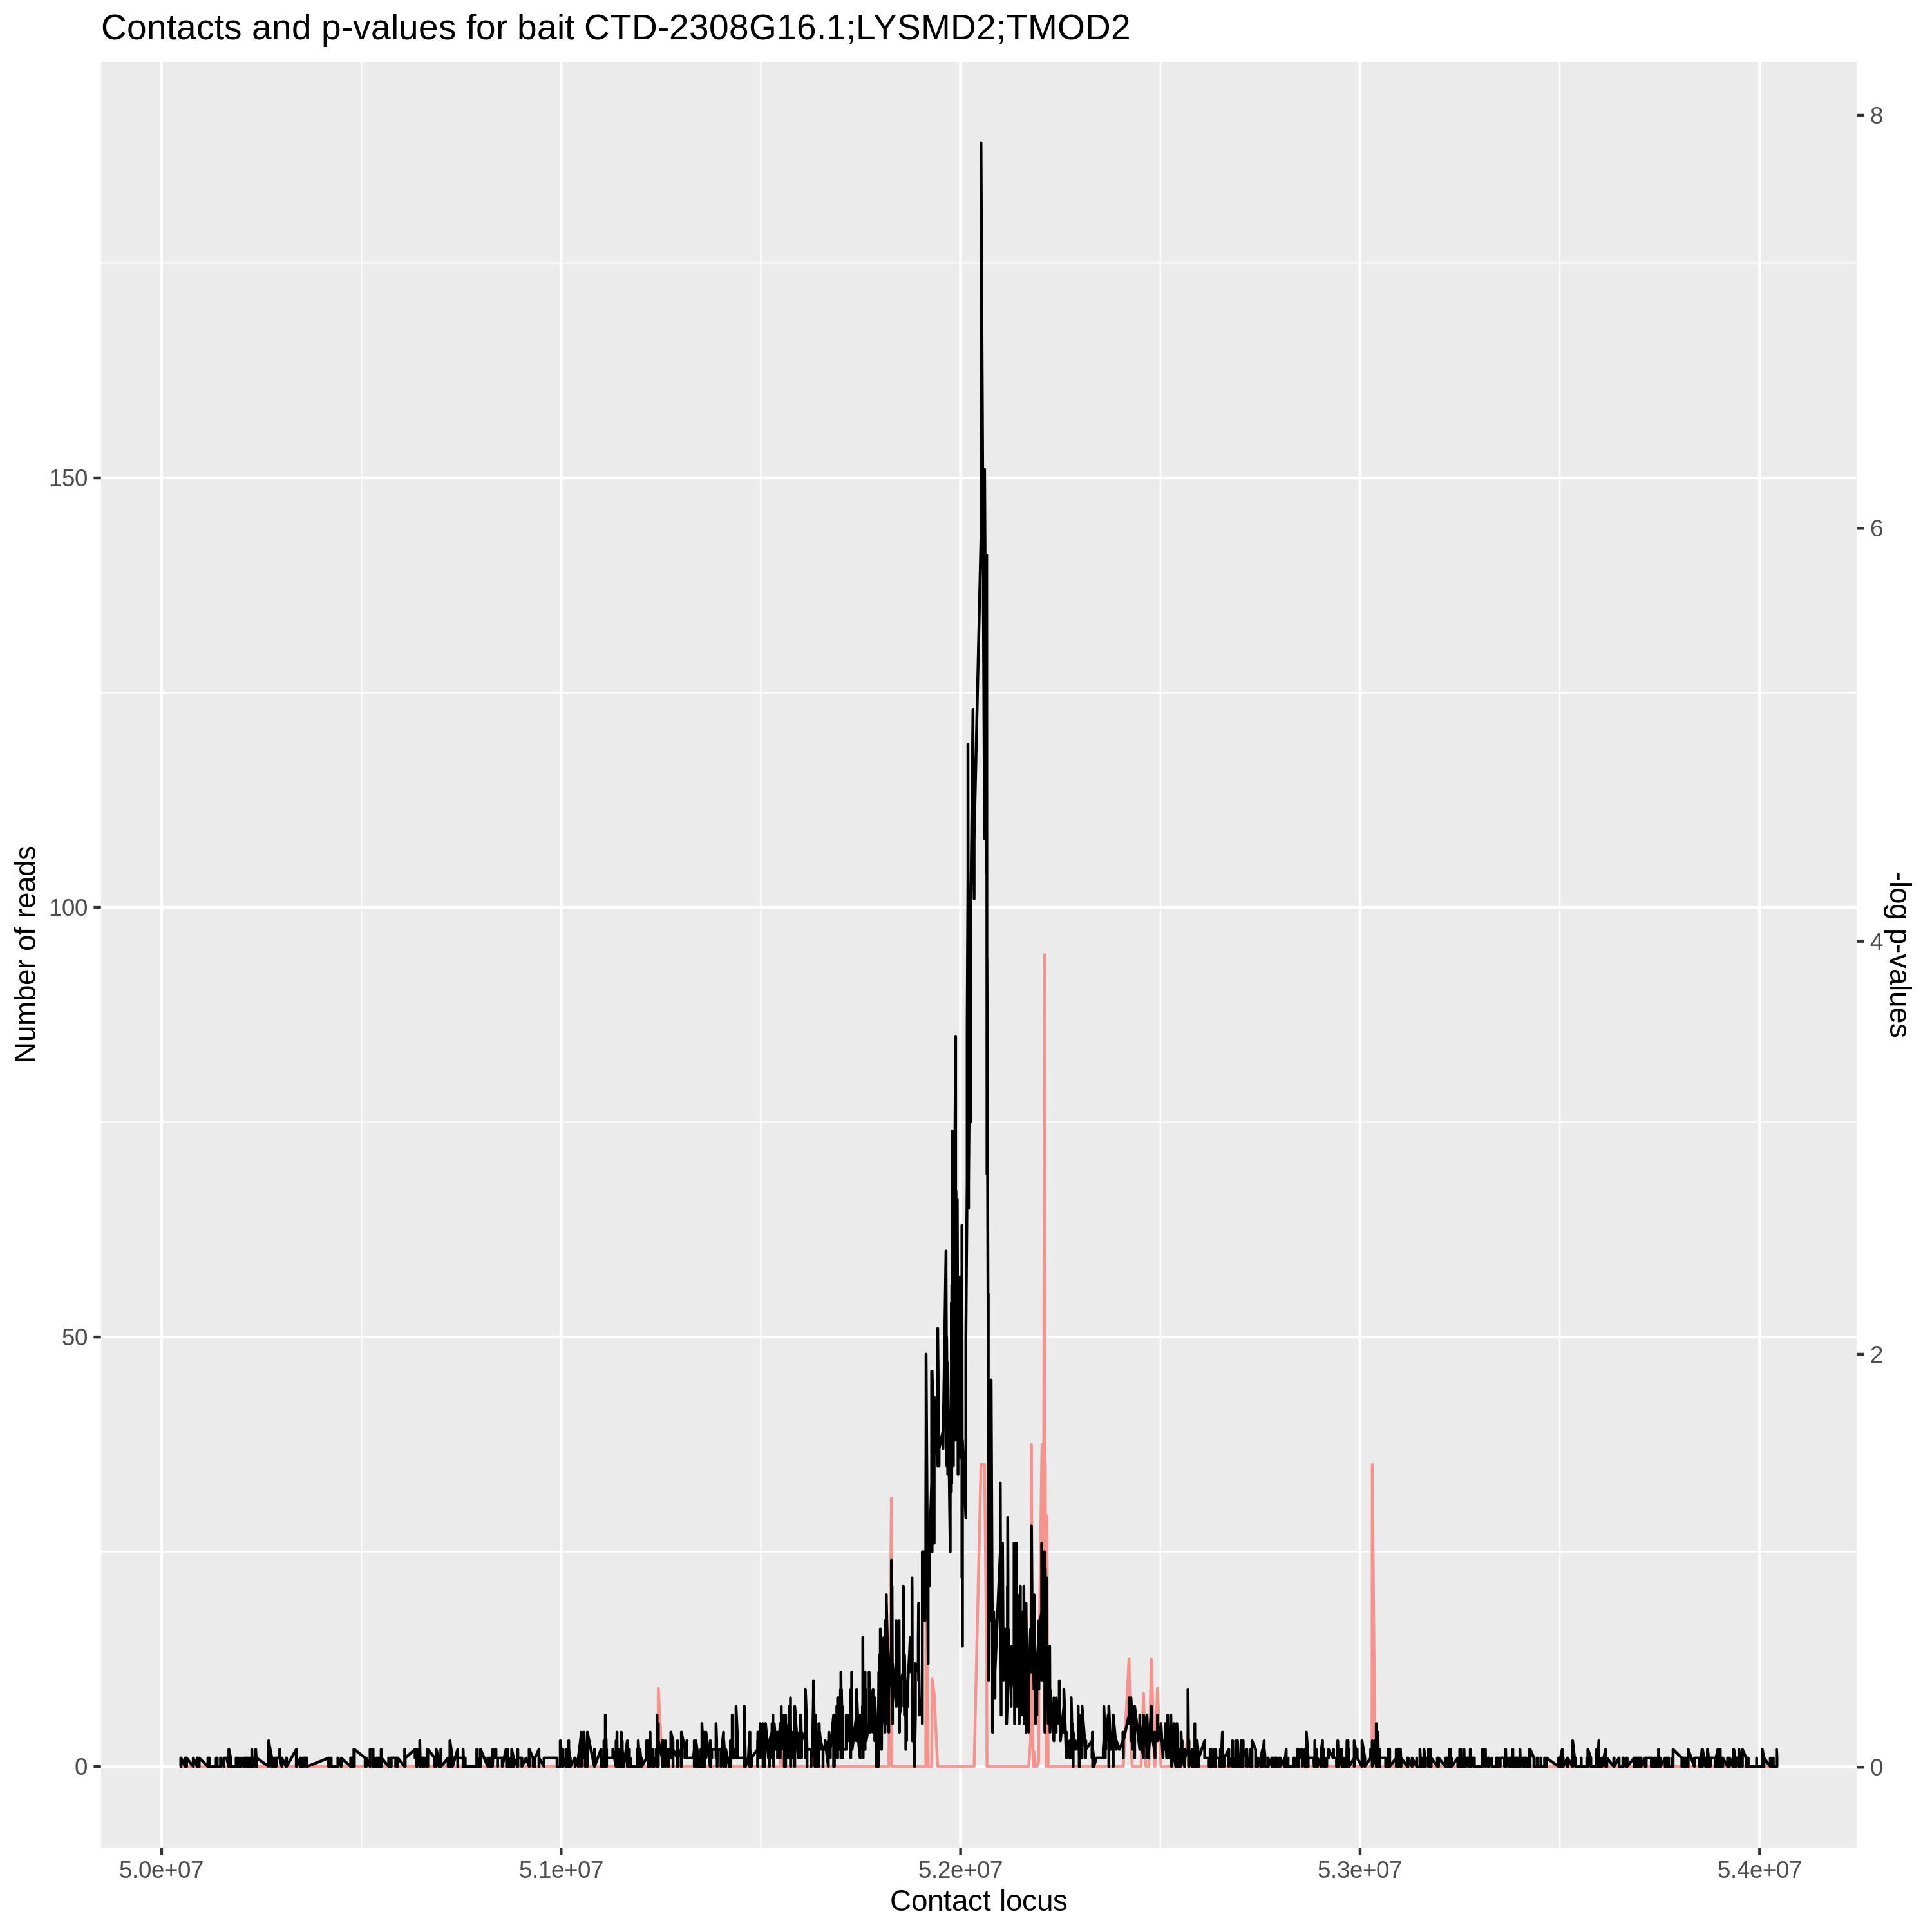 Contacts and p-values for bait CTD-2308G16.1;LYSMD2;TMOD2
8
150
6
Number of reads
100
4
-log p-values
50
2
0
0
5.0e+07
5.1e+07
5.2e+07
5.3e+07
5.4e+07
Contact locus